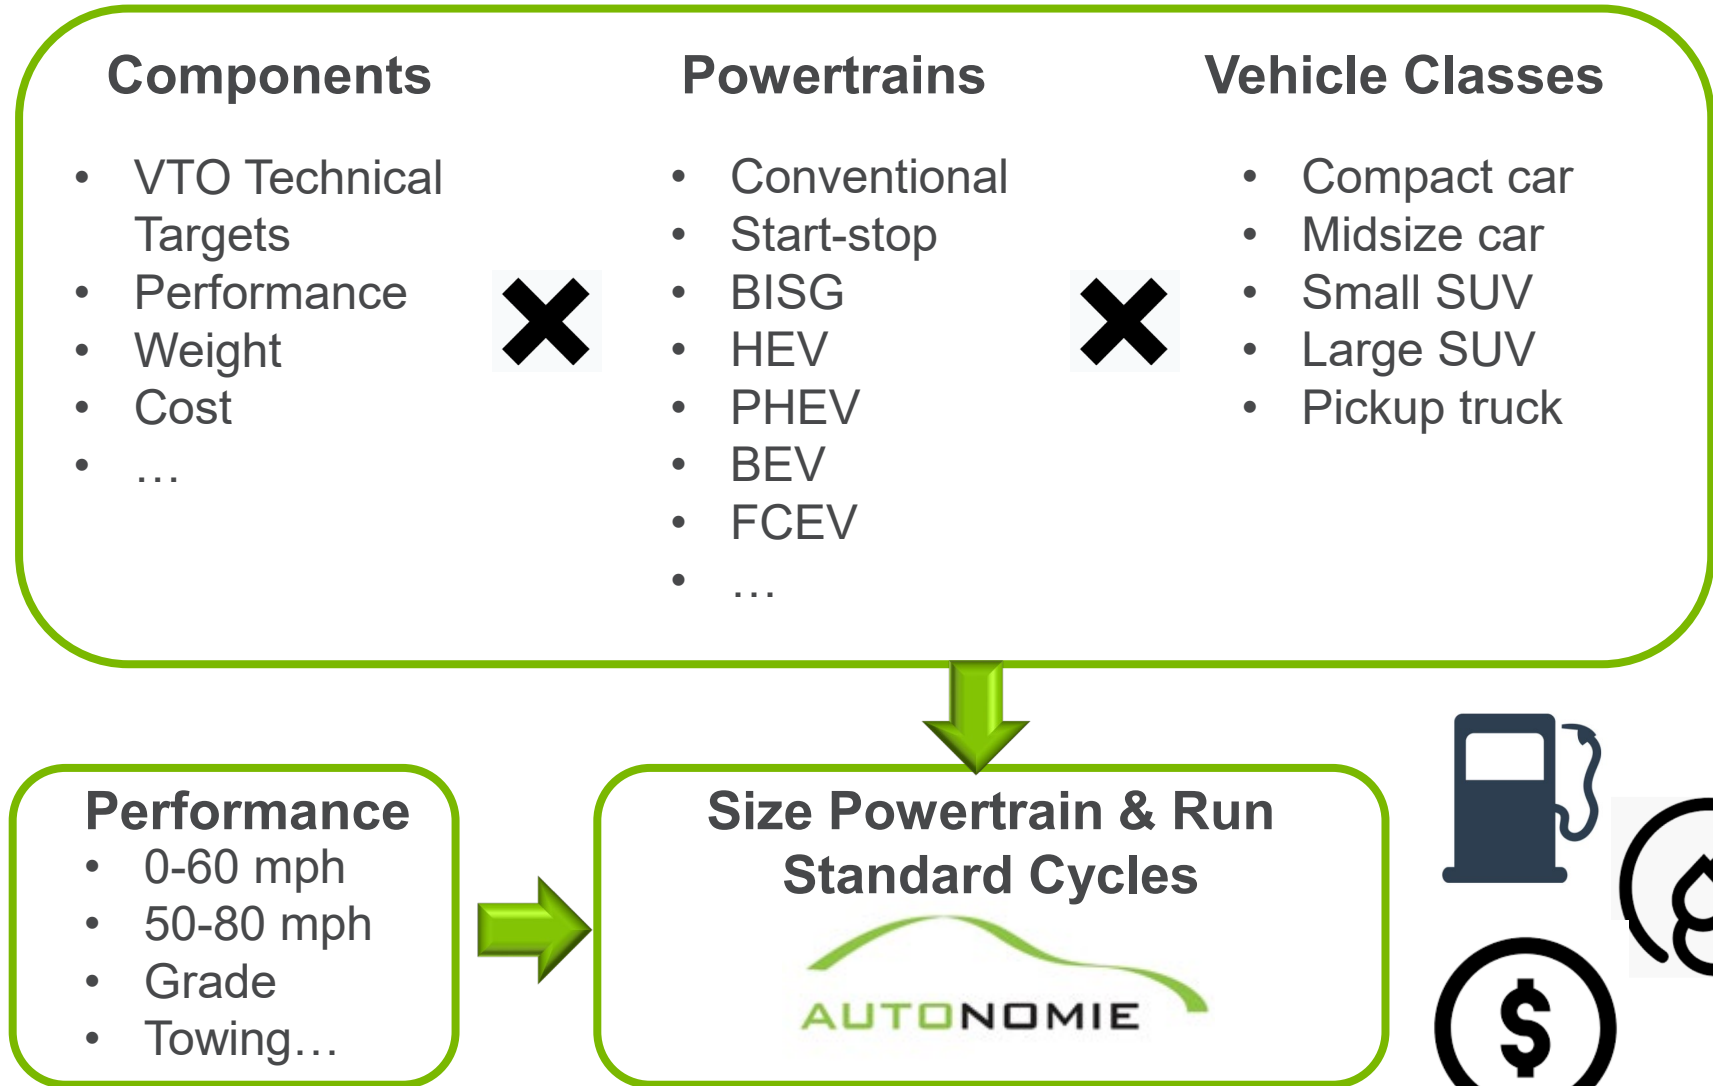 Components
• VTO Technical
Targets
• Performance
• Weight
• Cost
• …
Powertrains
• Conventional
• Start-stop
• BISG
• HEV
• PHEV
• BEV
• FCEV
• …
Vehicle Classes
• Compact car
• Midsize car
• Small SUV
• Large SUV
• Pickup truck
Performance
• 0-60 mph
• 50-80 mph
• Grade
• Towing…
Size Powertrain & Run
Standard Cycles
AUTONOMIE
$